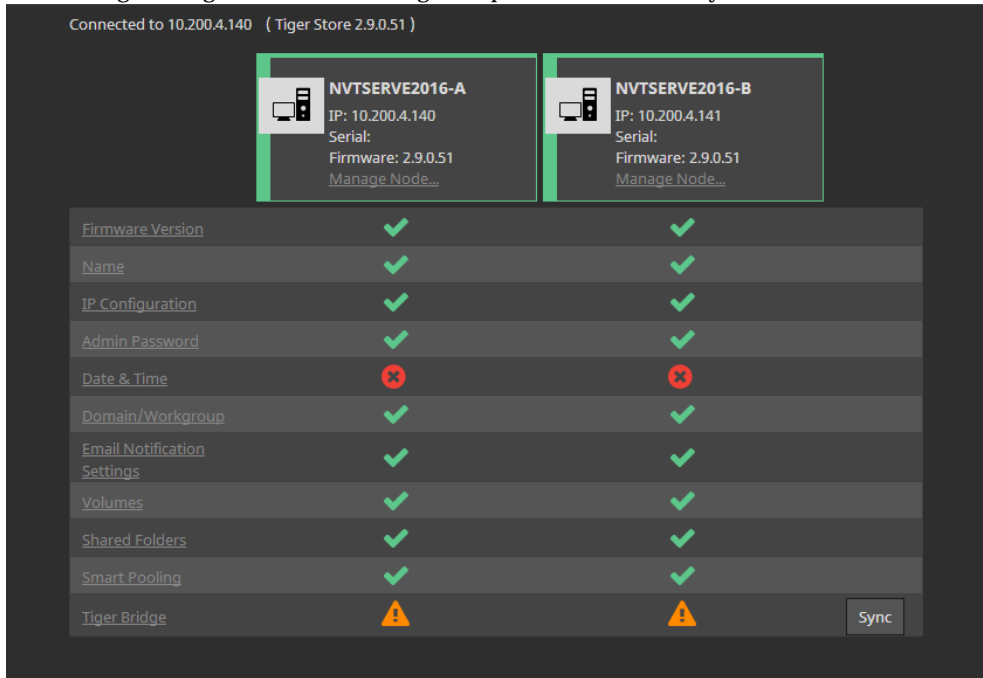 Connected to 10.200.4.140 ( Tiger Store 2.9.0.51 )
NVTSERVE2016-A
IP: 10.200.4.140
Serial:
Firmware: 2.9.0.51
Manage Node...
NVTSERVE2016-B
IP: 10.200.4.141
Serial:
Firmware: 2.9.0.51
Manage Node...
Firmware Version
Name
IP Configuration
Admin Password
Date & Time
Domain/Workgroup
Email Notification
Settings
Volumes
Shared Folders
Smart Pooling
Tiger Bridge
Sync